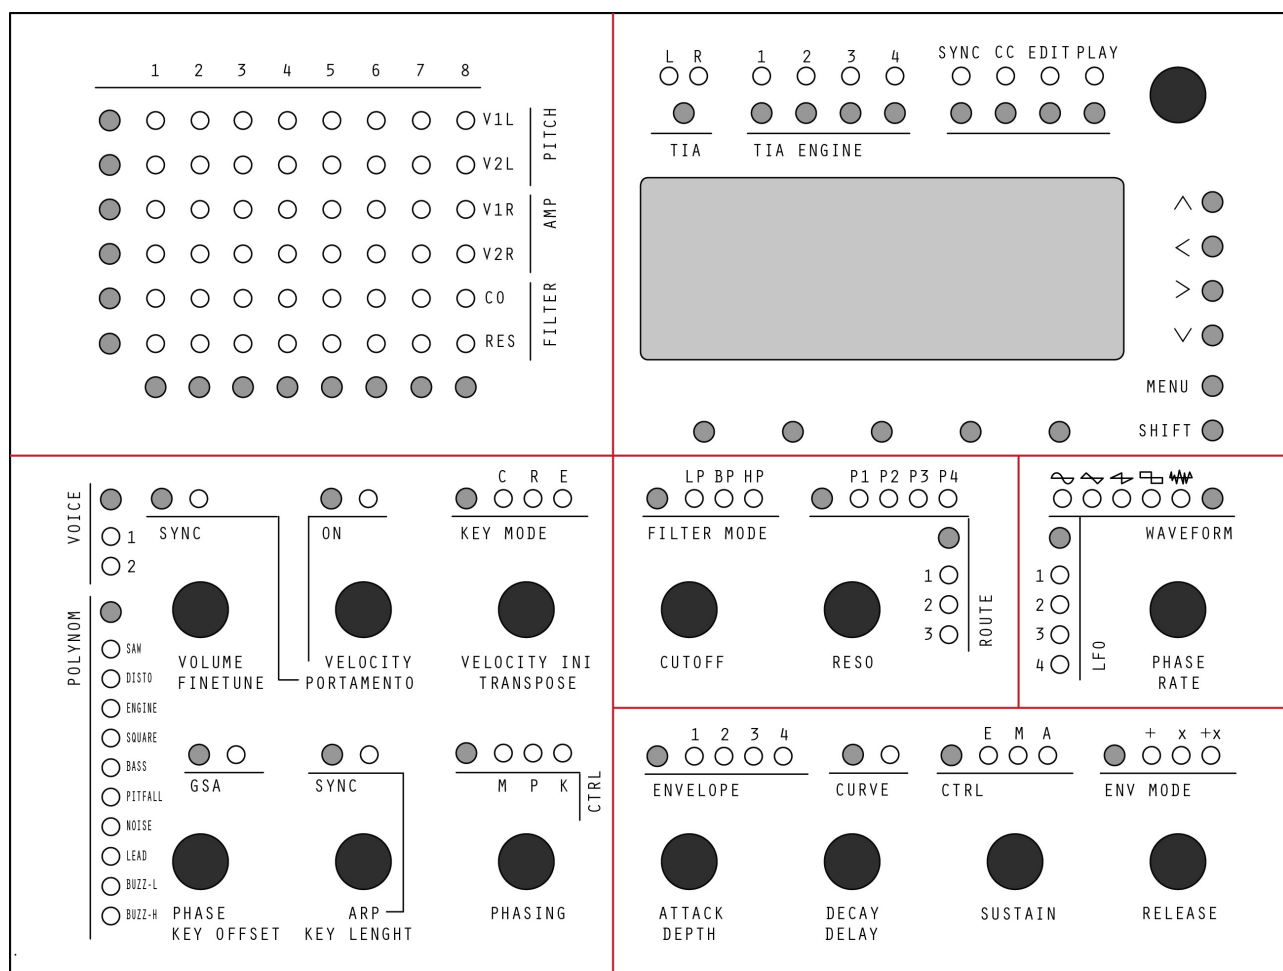 1 2 3 4 5 6 7 8
V1L
V2L
PITCH
V1R
V2R
AMP
CO
RES
FILTER
L R
TIA
1 2 3 4
TIA ENGINE
SYNC CC EDIT PLAY
MENU
SHIFT
VOICE
1
2
SYNC
ON
C R E
KEY MODE
VOLUME
FINETUNE
VELOCITY
PORTAMENTO
VELOCITY INI
TRANSPOSE
POLYNOM
SAW
DISTO
ENGINE
SQUARE
BASS
PITFALL
NOISE
LEAD
BUZZ-L
BUZZ-H
GSA
SYNC
M P K
CTRL
PHASE
KEY OFFSET
ARP
KEY LENGHT
PHASING
LP BP HP
FILTER MODE
P1 P2 P3 P4
1
2
3
ROUTE
CUTOFF
RESO
WAVEFORM
1
2
3
4
LFO
PHASE
RATE
1 2 3 4
ENVELOPE
CURVE
E M A
CTRL
+ x +x
ENV MODE
ATTACK
DEPTH
DECAY
DELAY
SUSTAIN
RELEASE